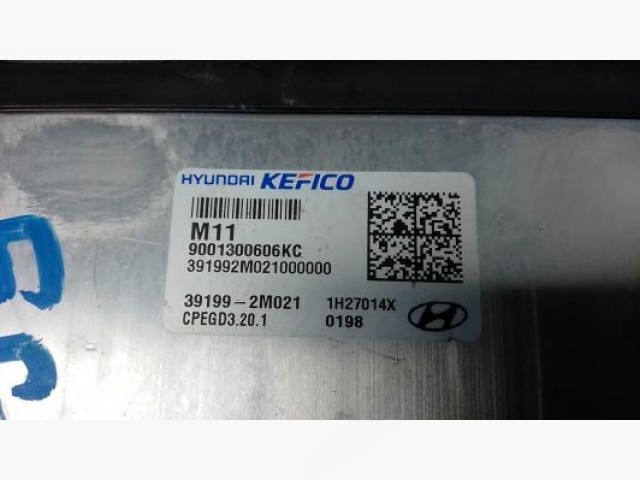 HYUNDAI KEFICO
M11
9001300606KC
391992M021000000
39199-2M021 1H27014X
CPEGD3.20.1 0198